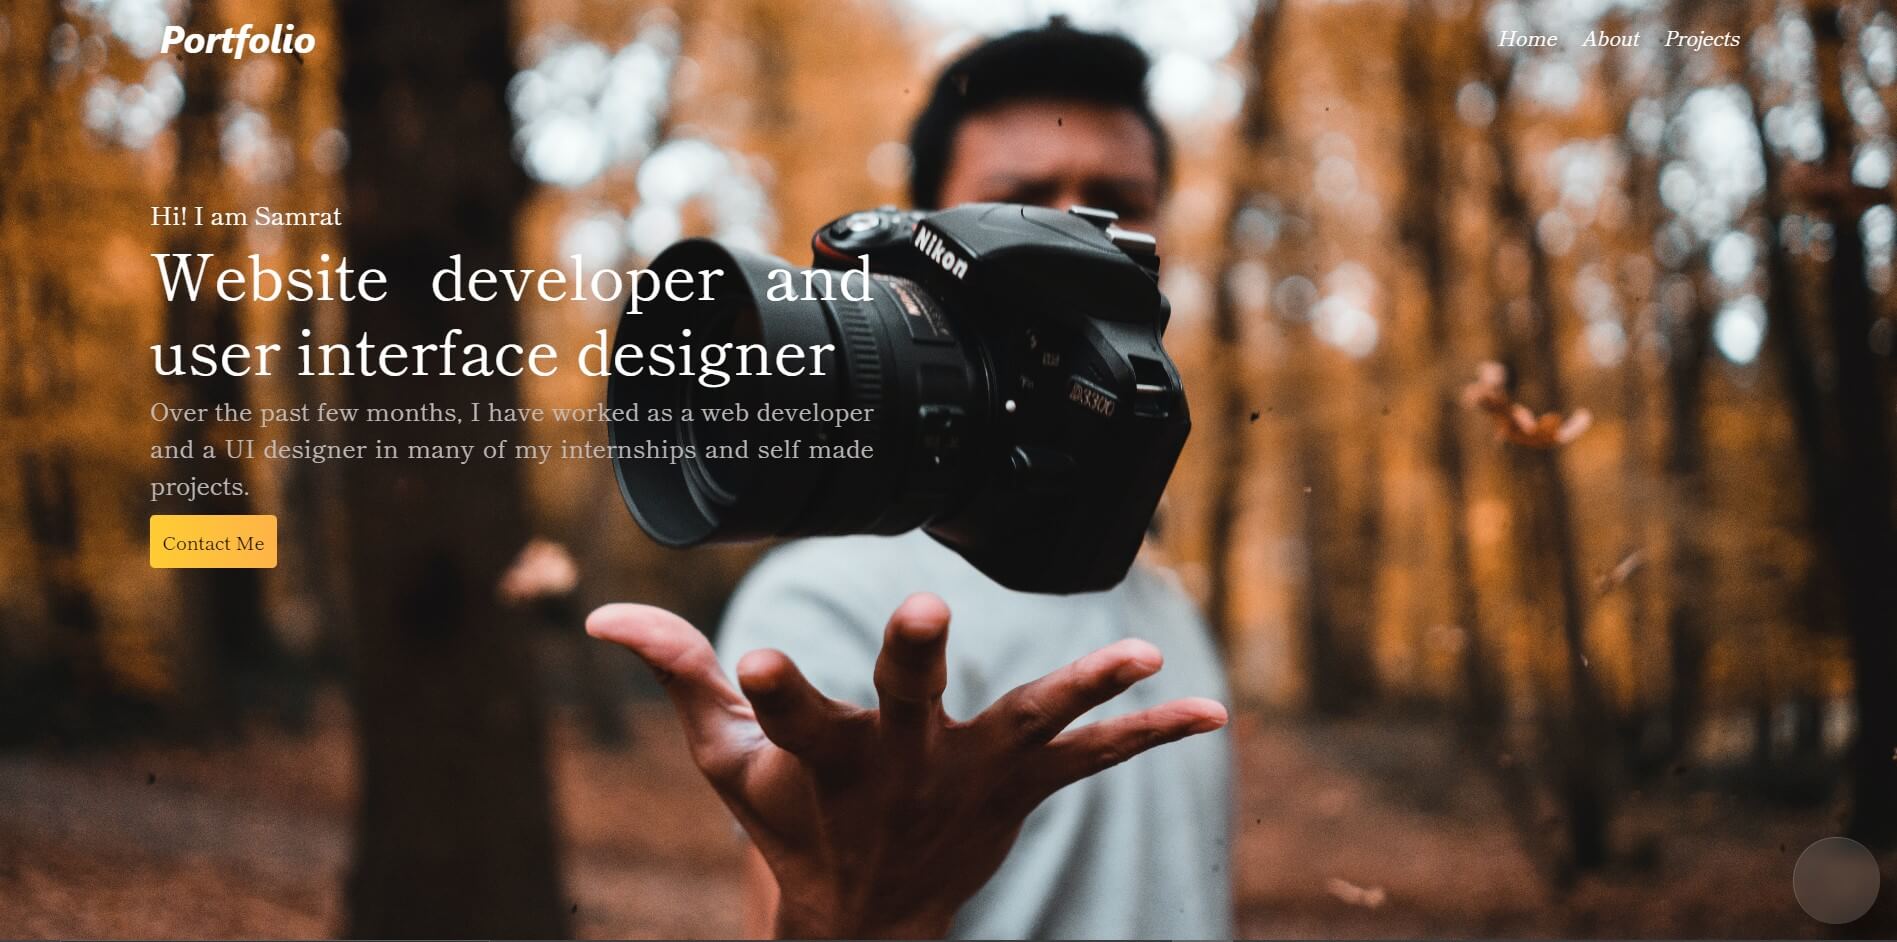 Portfolio
Home About Projects
Hi! I am Samrat
Website developer and
user interface designer
Over the past few months, I have worked as a web developer
and a UI designer in many of my internships and self made
projects.
Contact Me
Nikon
D3300